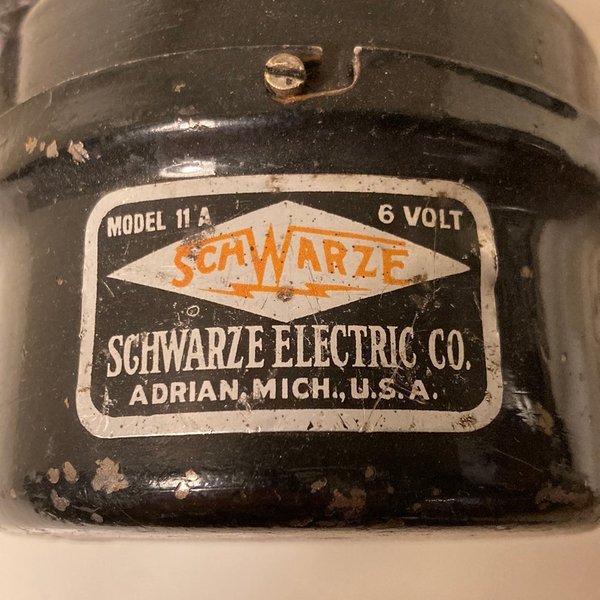 MODEL 11 A 6 VOLT
SCHWARZE
SCHWARZE ELECTRIC CO.
ADRIAN, MICH., U.S.A.